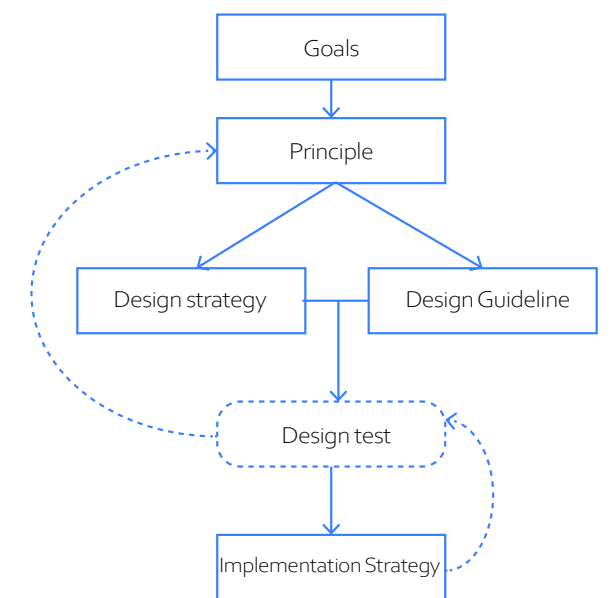 Goals
Principle
Design strategy
Design Guideline
Design test
Implementation Strategy